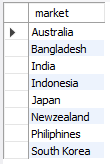 market
Australia
Bangladesh
India
Indonesia
Japan
Newzealand
Philiphines
South Korea